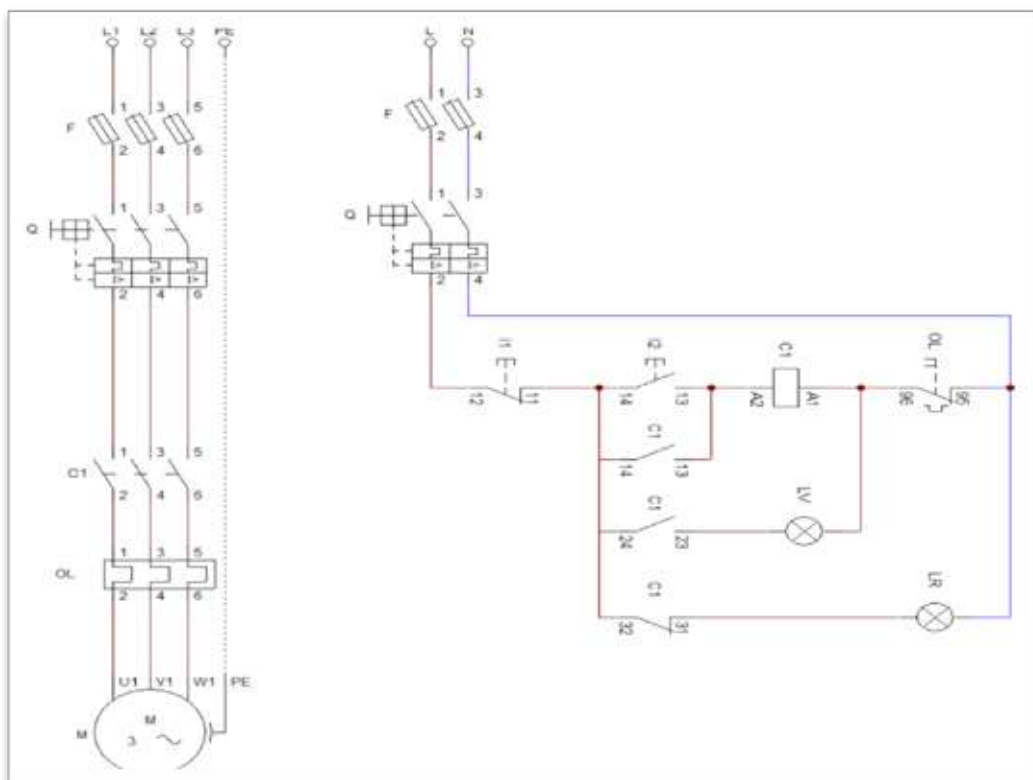 L1 L2 L3 PE
L N
1 3 5
1 3
F
F
2 4 6
2 4
1 3 5
1 3
Q
Q
2 4 6
2 4
I1
I2
C1
OL
12 11
14 13
A2 A1
96 95
C1
14 13
1 3 5
C1
2 4 6
C1
LV
24 23
1 3 5
OL
2 4 6
C1
LR
32 31
U1 V1 W1 PE
M
M
3